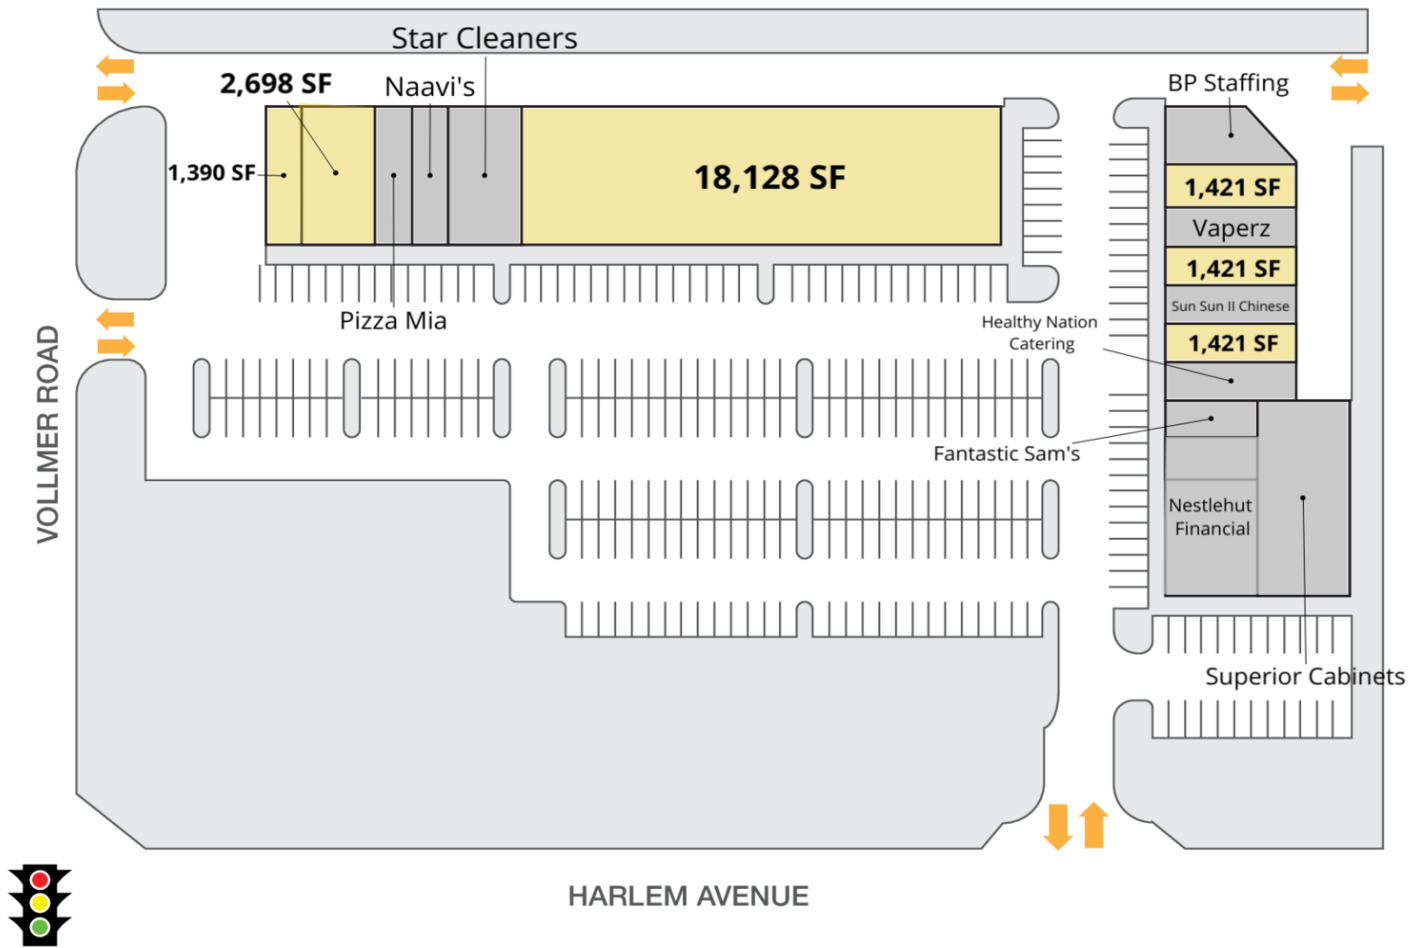 Star Cleaners
2,698 SF
Naavi's
BP Staffing
1,390 SF
18,128 SF
1,421 SF
Vaperz
1,421 SF
Sun Sun II Chinese
Pizza Mia
Healthy Nation
Catering
1,421 SF
Fantastic Sam's
Nestlehut
Financial
Superior Cabinets
VOLLMER ROAD
HARLEM AVENUE